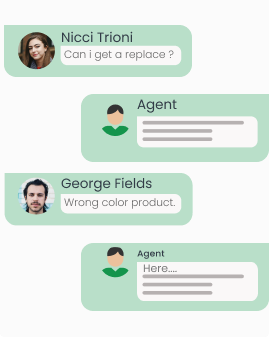 Nicci Trioni
Can i get a replace ?
Agent
George Fields
Wrong color product.
Agent
Here....